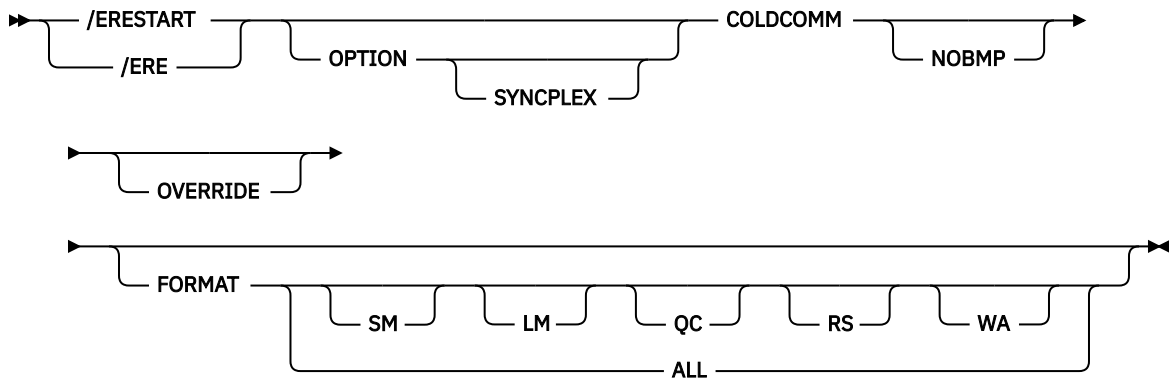 /ERESTART COLDCOMM
/ERE OPTION NOBMP
SYNCPLEX
OVERRIDE
FORMAT
SM LM QC RS WA
ALL